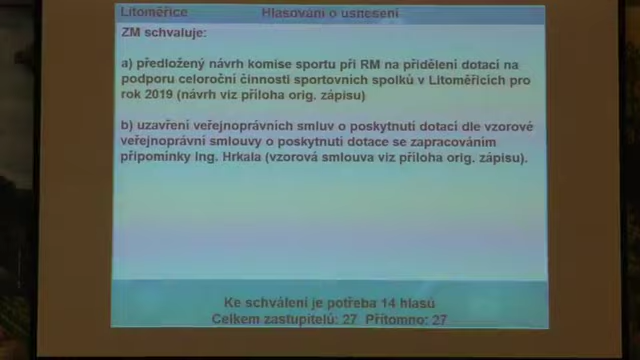 Litoměřice Hlasování o usnesení
ZM schvaluje:
a) předložený návrh komise sportu při RM na přidělení dotací na
podporu celoroční činnosti sportovních spolků v Litoměřicích pro
rok 2019 (návrh viz příloha orig. zápisu)
b) uzavření veřejnoprávních smluv o poskytnutí dotací dle vzorové
veřejnoprávní smlouvy o poskytnutí dotace se zapracováním
připomínky Ing. Hrkala (vzorová smlouva viz příloha orig. zápisu).
Ke schválení je potřeba 14 hlasů
Celkem zastupitelů: 27 Přítomno: 27